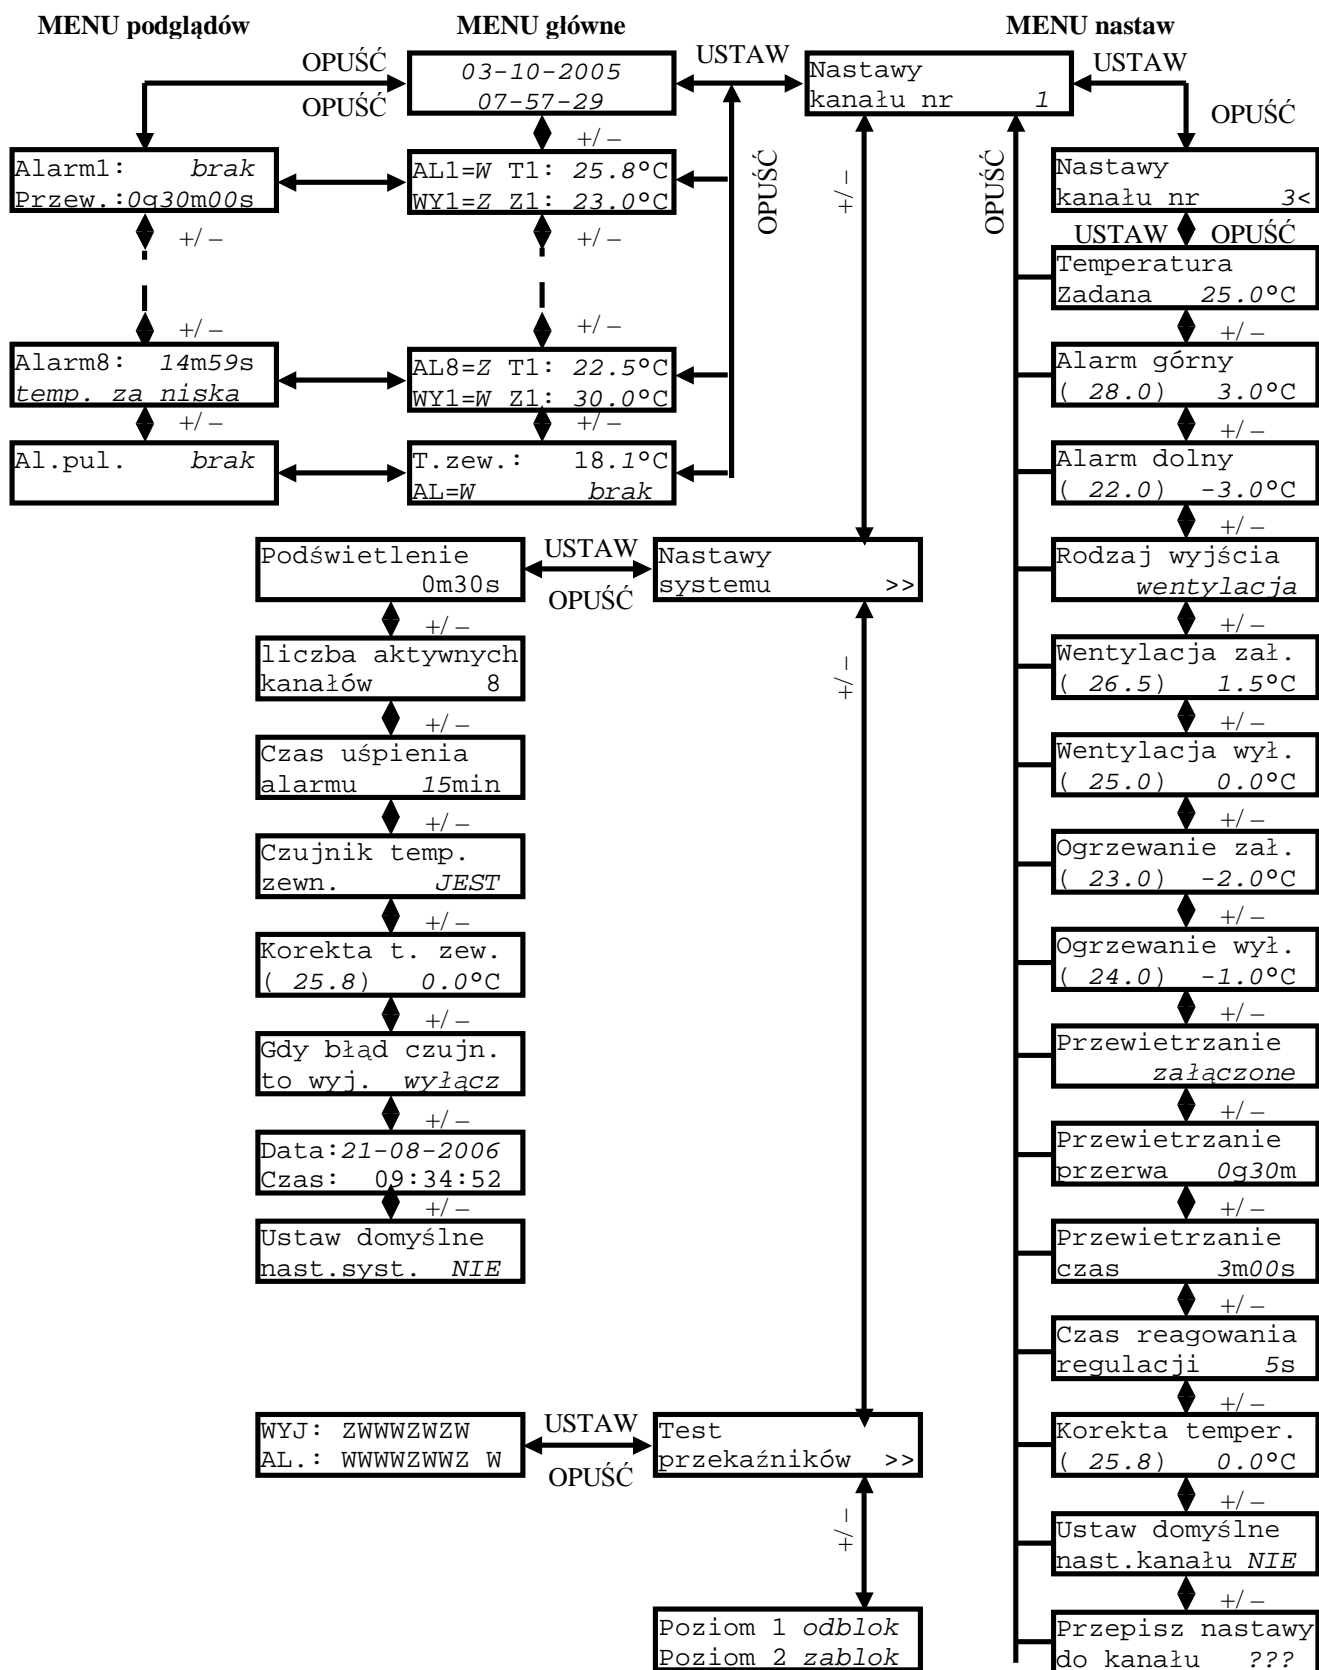 MENU podglądów
MENU główne
MENU nastaw
OPUŚĆ
OPUŚĆ
03-10-2005
07-57-29
USTAW
Nastawy
kanału nr 1
USTAW
OPUŚĆ
+/–
Alarm1: brak
Przew.:0g30m00s
AL1=W T1: 25.8°C
WY1=Z Z1: 23.0°C
OPUŚĆ
+/–
OPUŚĆ
Nastawy
kanału nr 3<
+/–
+/–
USTAW OPUŚĆ
Temperatura
Zadana 25.0°C
+/–
+/–
+/–
Alarm8: 14m59s
temp. za niska
AL8=Z T1: 22.5°C
WY1=W Z1: 30.0°C
Alarm górny
( 28.0) 3.0°C
+/–
+/–
+/–
Al.pul. brak
T.zew.: 18.1°C
AL=W brak
Alarm dolny
( 22.0) -3.0°C
+/–
Podświetlenie
0m30s
USTAW
OPUŚĆ
Nastawy
systemu >>
Rodzaj wyjścia
wentylacja
+/–
+/–
liczba aktywnych
kanałów 8
+/–
Wentylacja zał.
( 26.5) 1.5°C
+/–
+/–
Czas uśpienia
alarmu 15min
Wentylacja wył.
( 25.0) 0.0°C
+/–
+/–
Czujnik temp.
zewn. JEST
Ogrzewanie zał.
( 23.0) -2.0°C
+/–
+/–
Korekta t. zew.
( 25.8) 0.0°C
Ogrzewanie wył.
( 24.0) -1.0°C
+/–
+/–
Gdy błąd czujn.
to wyj. wyłącz
Przewietrzanie
załączone
+/–
+/–
Data:21-08-2006
Czas: 09:34:52
Przewietrzanie
przerwa 0g30m
+/–
+/–
Ustaw domyślne
nast.syst. NIE
Przewietrzanie
czas 3m00s
+/–
Czas reagowania
regulacji 5s
+/–
WYJ: ZWWWZWZW
AL.: WWWWZWWZ W
USTAW
OPUŚĆ
Test
przekaźników >>
Korekta temper.
( 25.8) 0.0°C
+/–
+/–
Ustaw domyślne
nast.kanału NIE
+/–
Poziom 1 odblok
Poziom 2 zablok
Przepisz nastawy
do kanału ???